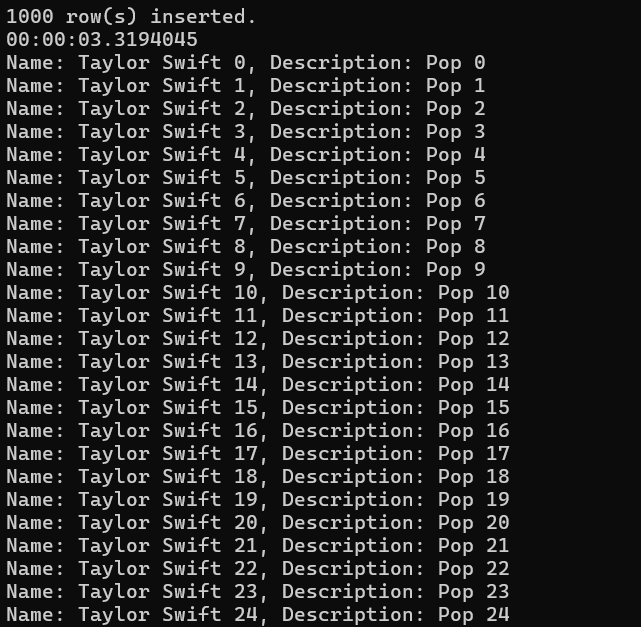 1000 row(s) inserted.
00:00:03.3194045
Name: Taylor Swift 0, Description: Pop 0
Name: Taylor Swift 1, Description: Pop 1
Name: Taylor Swift 2, Description: Pop 2
Name: Taylor Swift 3, Description: Pop 3
Name: Taylor Swift 4, Description: Pop 4
Name: Taylor Swift 5, Description: Pop 5
Name: Taylor Swift 6, Description: Pop 6
Name: Taylor Swift 7, Description: Pop 7
Name: Taylor Swift 8, Description: Pop 8
Name: Taylor Swift 9, Description: Pop 9
Name: Taylor Swift 10, Description: Pop 10
Name: Taylor Swift 11, Description: Pop 11
Name: Taylor Swift 12, Description: Pop 12
Name: Taylor Swift 13, Description: Pop 13
Name: Taylor Swift 14, Description: Pop 14
Name: Taylor Swift 15, Description: Pop 15
Name: Taylor Swift 16, Description: Pop 16
Name: Taylor Swift 17, Description: Pop 17
Name: Taylor Swift 18, Description: Pop 18
Name: Taylor Swift 19, Description: Pop 19
Name: Taylor Swift 20, Description: Pop 20
Name: Taylor Swift 21, Description: Pop 21
Name: Taylor Swift 22, Description: Pop 22
Name: Taylor Swift 23, Description: Pop 23
Name: Taylor Swift 24, Description: Pop 24